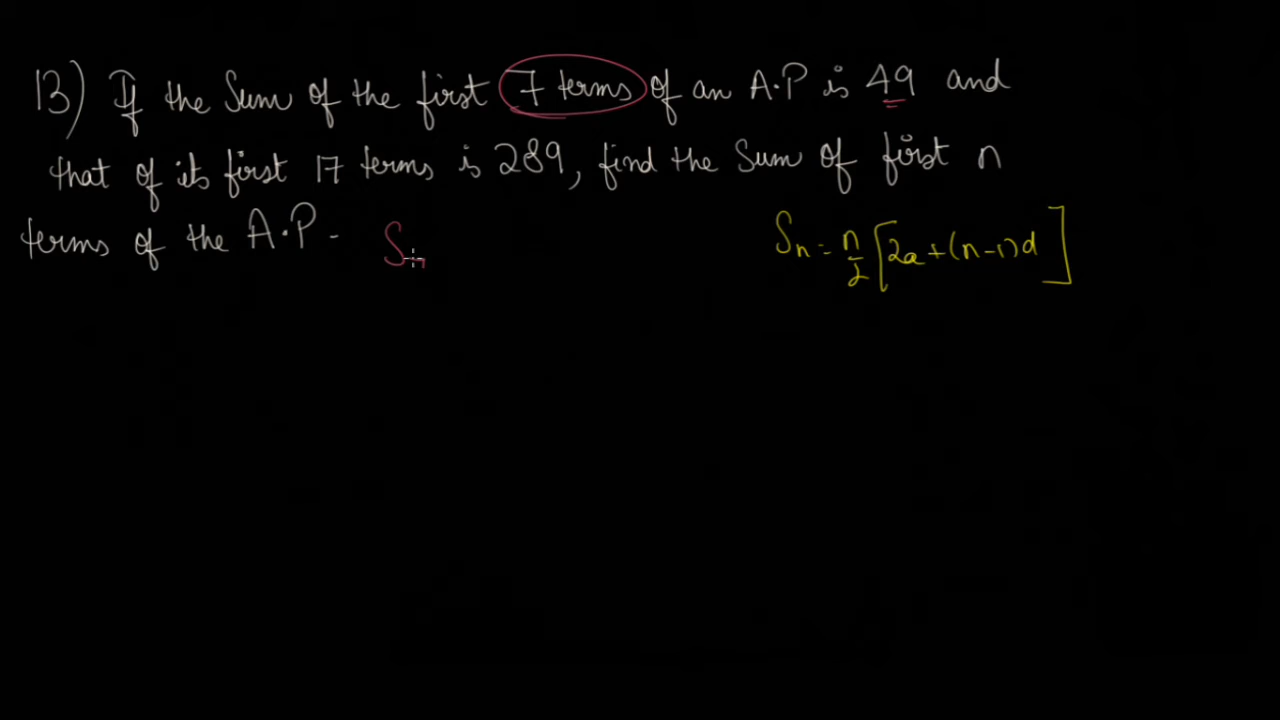 13) If the Sum of the first 7 terms of an A.P is 49 and
that of its first 17 terms is 289, find the Sum of first n
terms of the A.P -
Sn
Sn = n/2 [2a+(n-1)d]